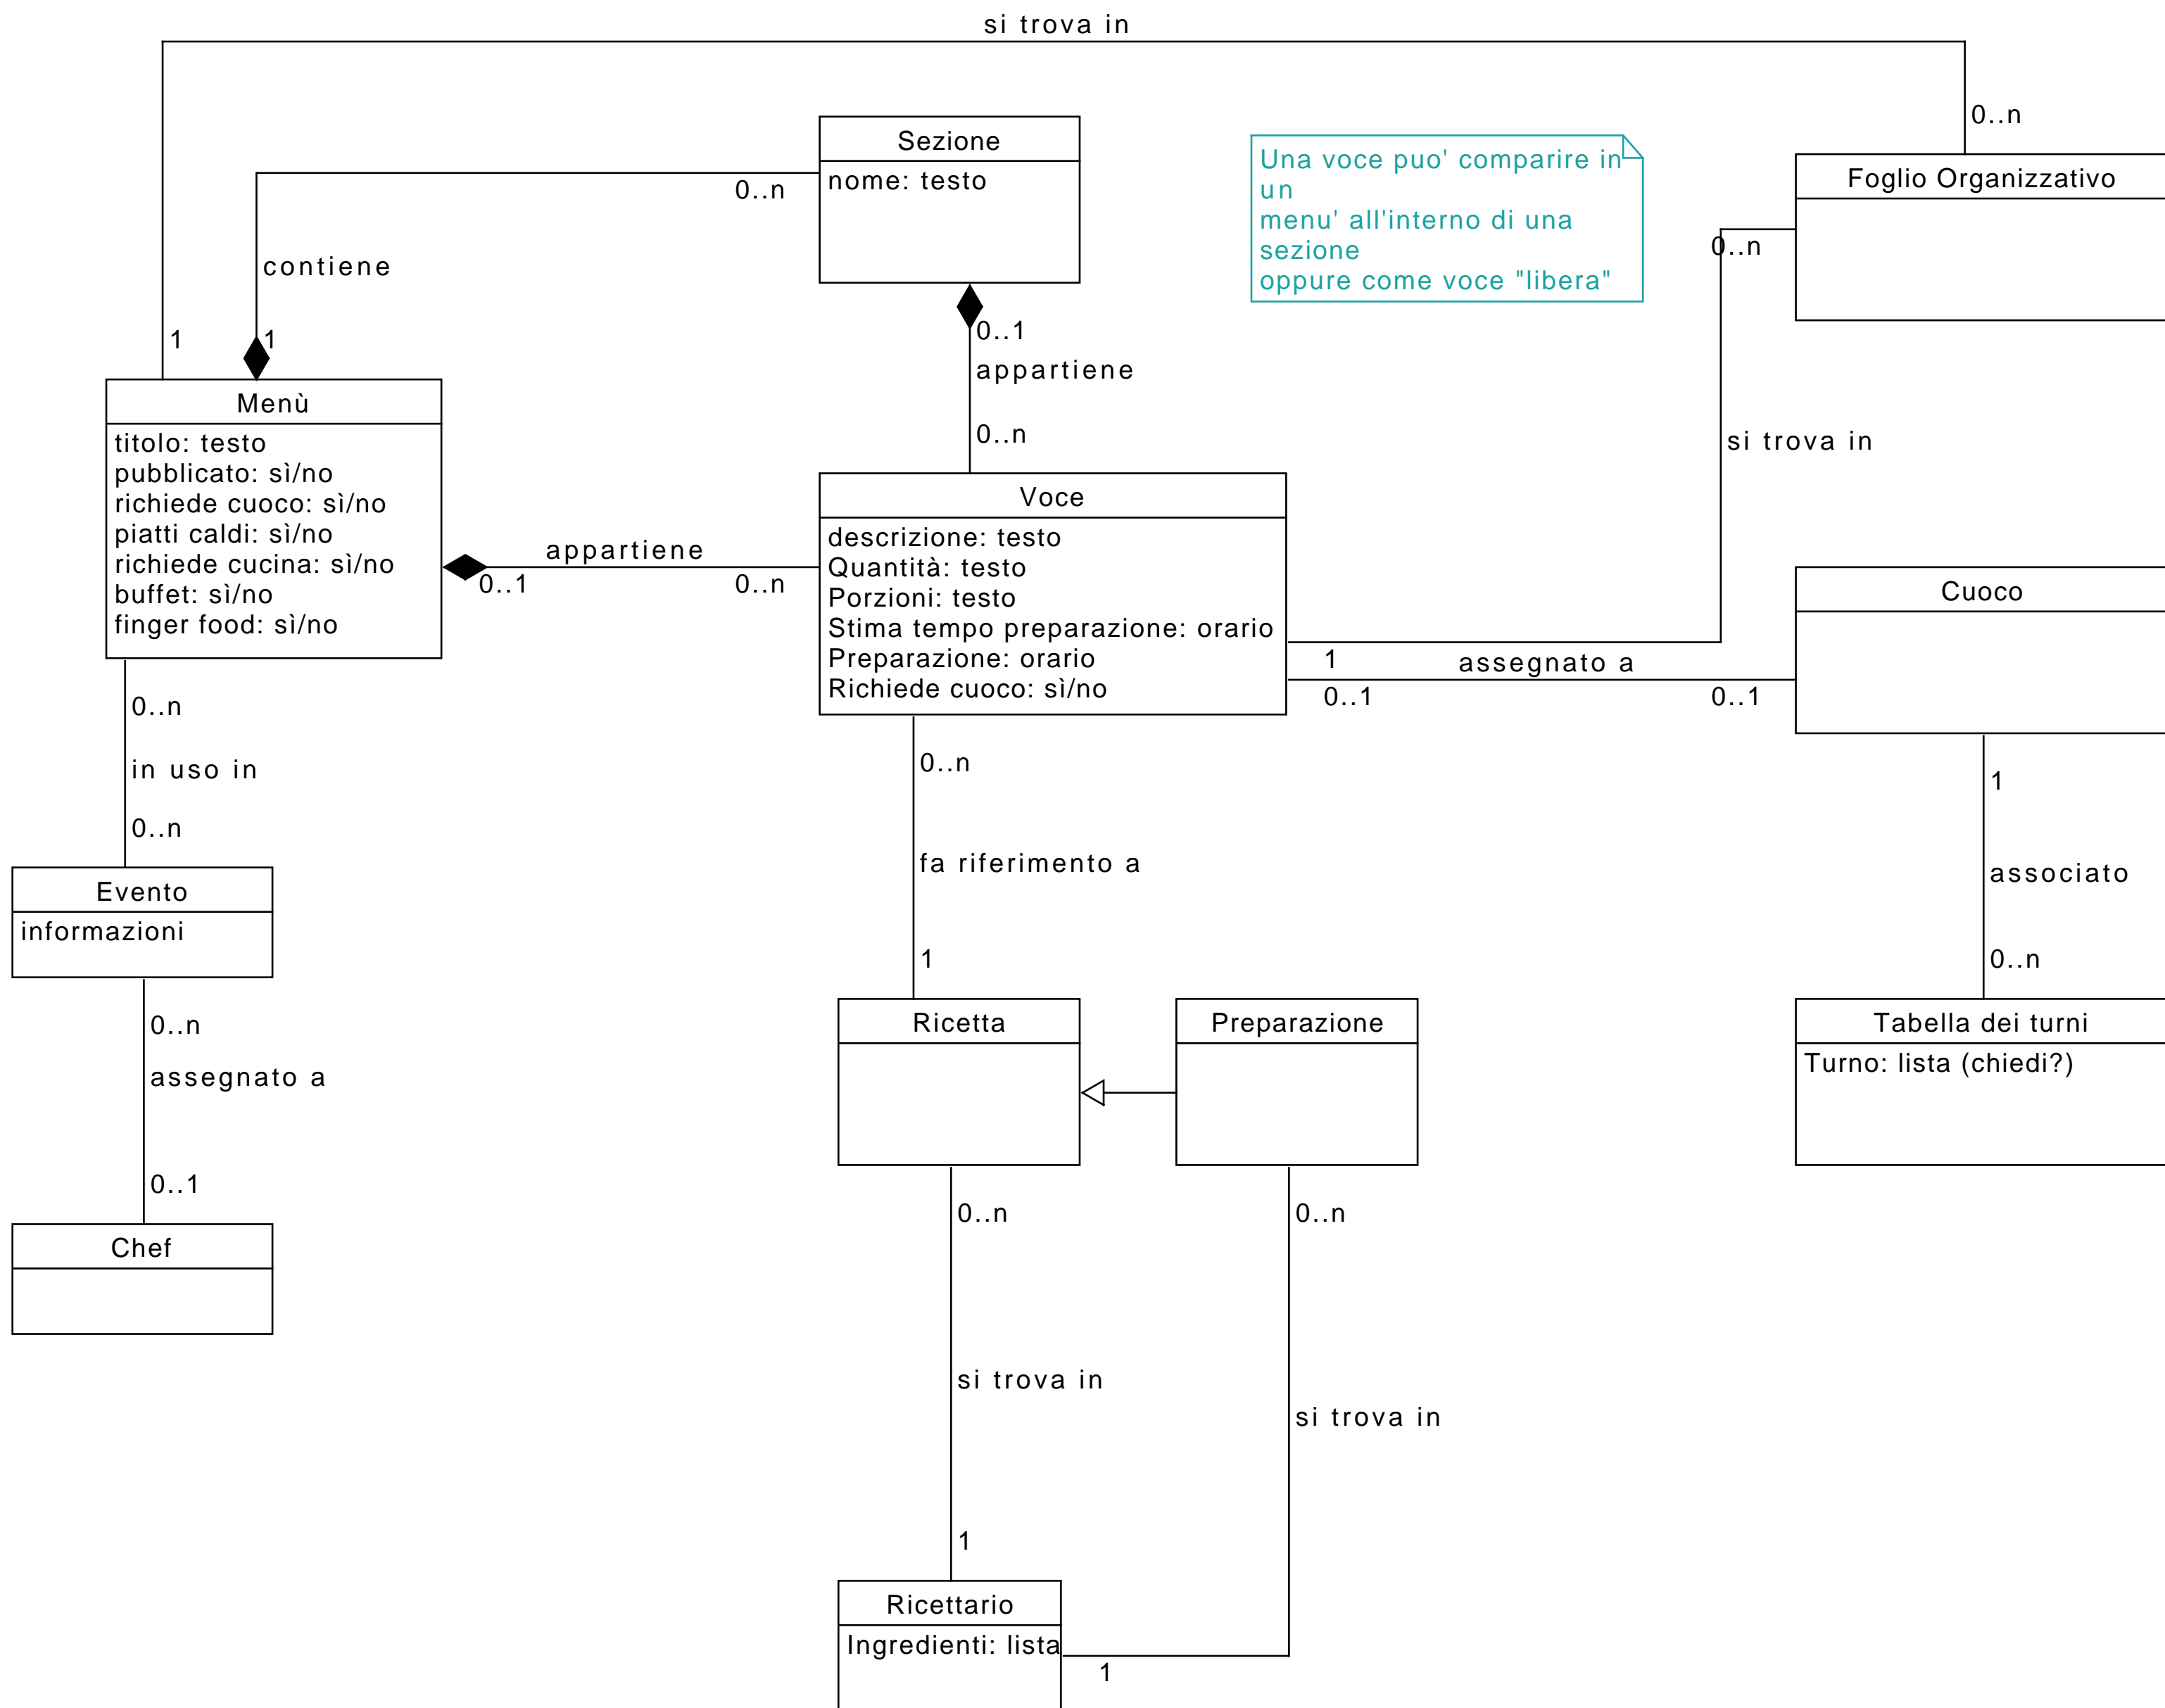 si trova in
0..n
Sezione
nome: testo
0..n
Una voce puo' comparire in
un
menu' all'interno di una
sezione
oppure come voce "libera"
Foglio Organizzativo
0..n
contiene
1
1
0..1
appartiene
0..n
si trova in
Menù
titolo: testo
pubblicato: sì/no
richiede cuoco: sì/no
piatti caldi: sì/no
richiede cucina: sì/no
buffet: sì/no
finger food: sì/no
appartiene
0..1
0..n
Voce
descrizione: testo
Quantità: testo
Porzioni: testo
Stima tempo preparazione: orario
Preparazione: orario
Richiede cuoco: sì/no
Cuoco
1
assegnato a
0..1
0..1
0..n
in uso in
0..n
0..n
fa riferimento a
1
1
associato
0..n
Evento
informazioni
0..n
assegnato a
0..1
Chef
Ricetta
Preparazione
Tabella dei turni
Turno: lista (chiedi?)
0..n
si trova in
1
0..n
si trova in
1
Ricettario
Ingredienti: lista